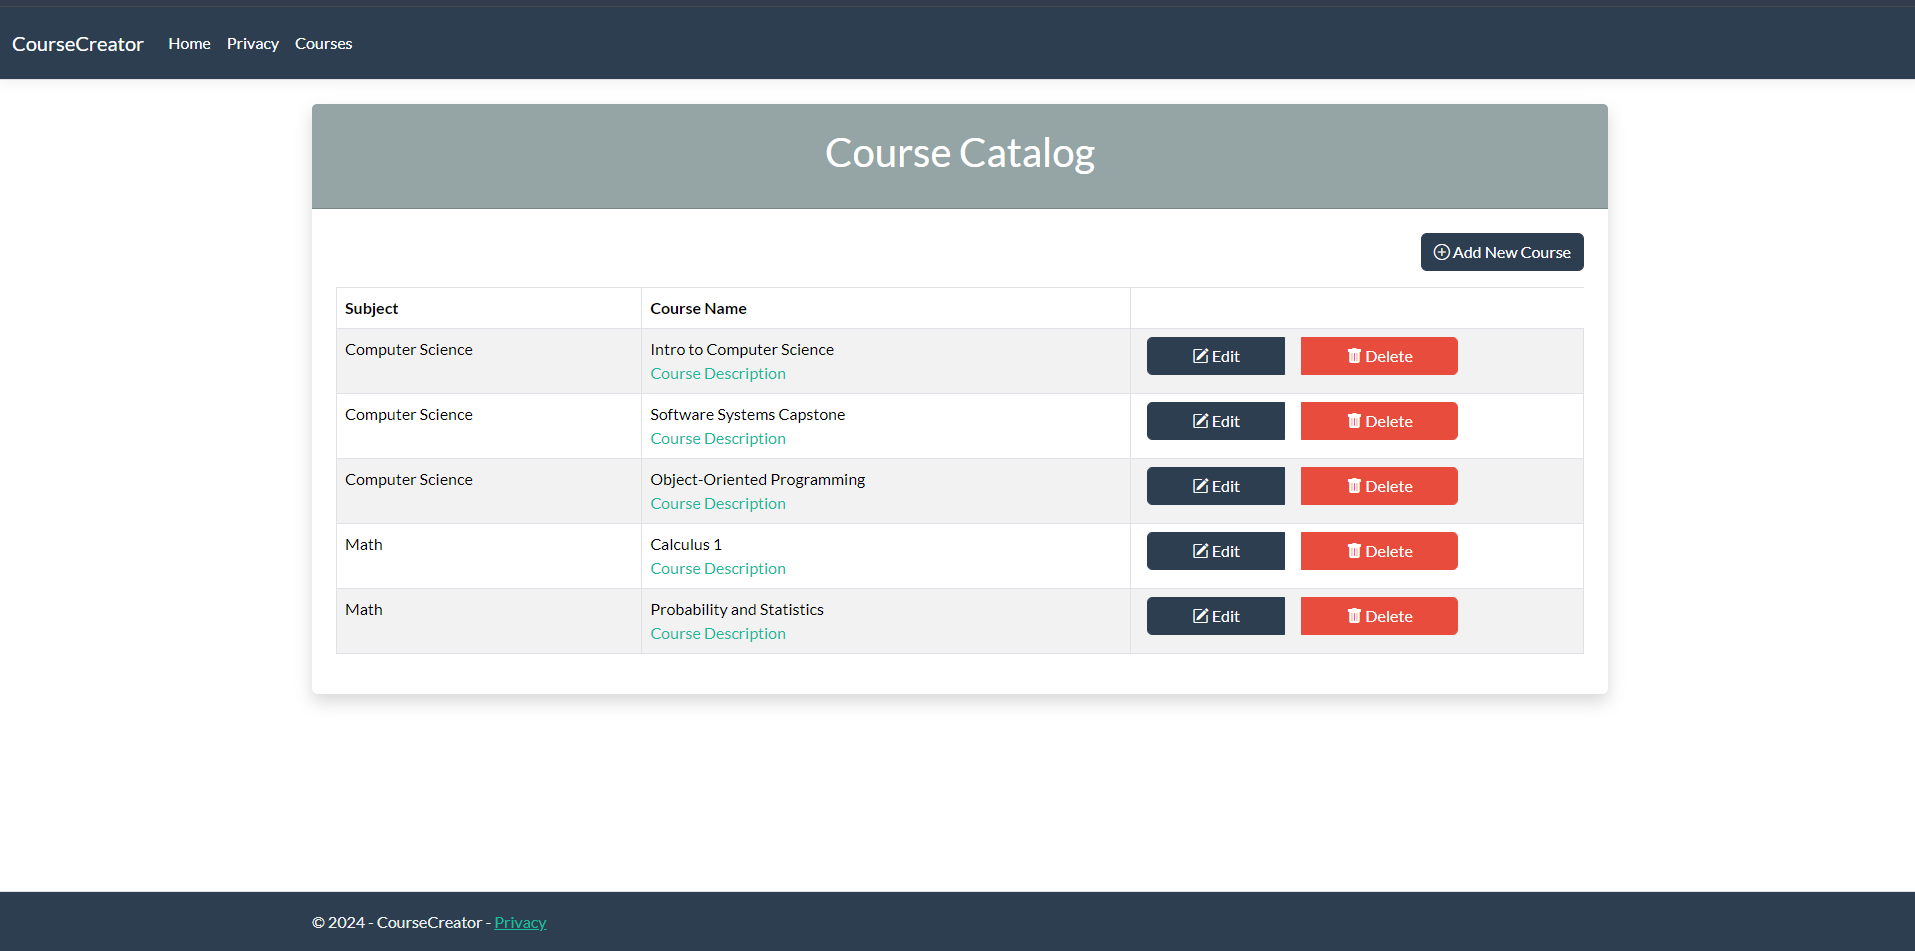 CourseCreator Home Privacy Courses
Course Catalog
Add New Course
Subject Course Name
Computer Science Intro to Computer Science Edit Delete
Course Description
Computer Science Software Systems Capstone Edit Delete
Course Description
Computer Science Object-Oriented Programming Edit Delete
Course Description
Math Calculus 1 Edit Delete
Course Description
Math Probability and Statistics Edit Delete
Course Description
© 2024 - CourseCreator - Privacy